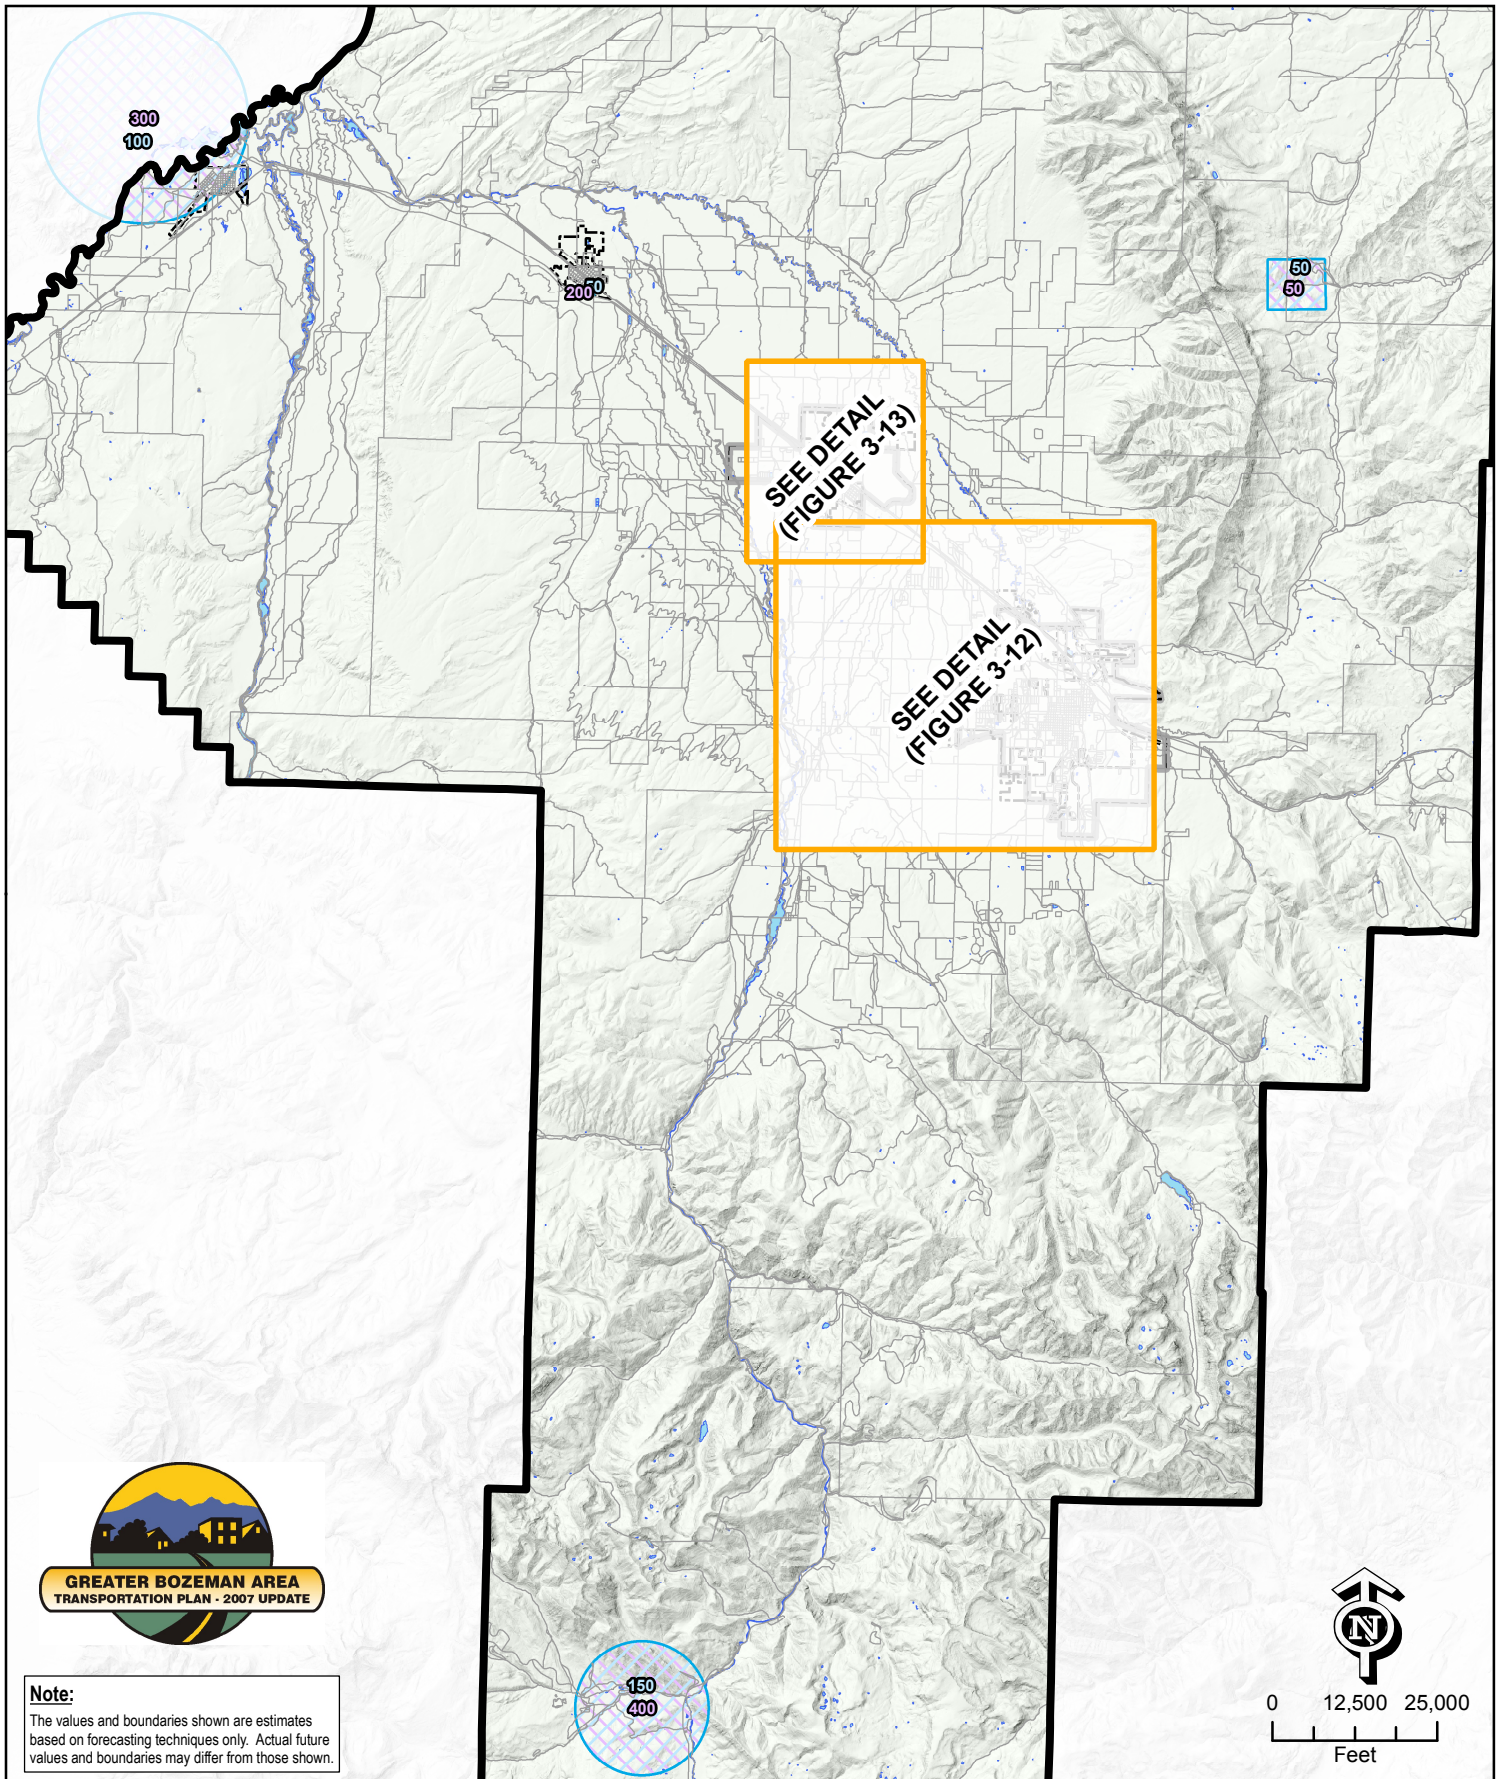 300
100
50
200
50
50
SEE DETAIL
(FIGURE 3-13)
SEE DETAIL
(FIGURE 3-12)
GREATER BOZEMAN AREA
TRANSPORTATION PLAN - 2007 UPDATE
Note:
The values and boundaries shown are estimates
based on forecasting techniques only. Actual future
values and boundaries may differ from those shown.
150
400
N
0 12,500 25,000
Feet